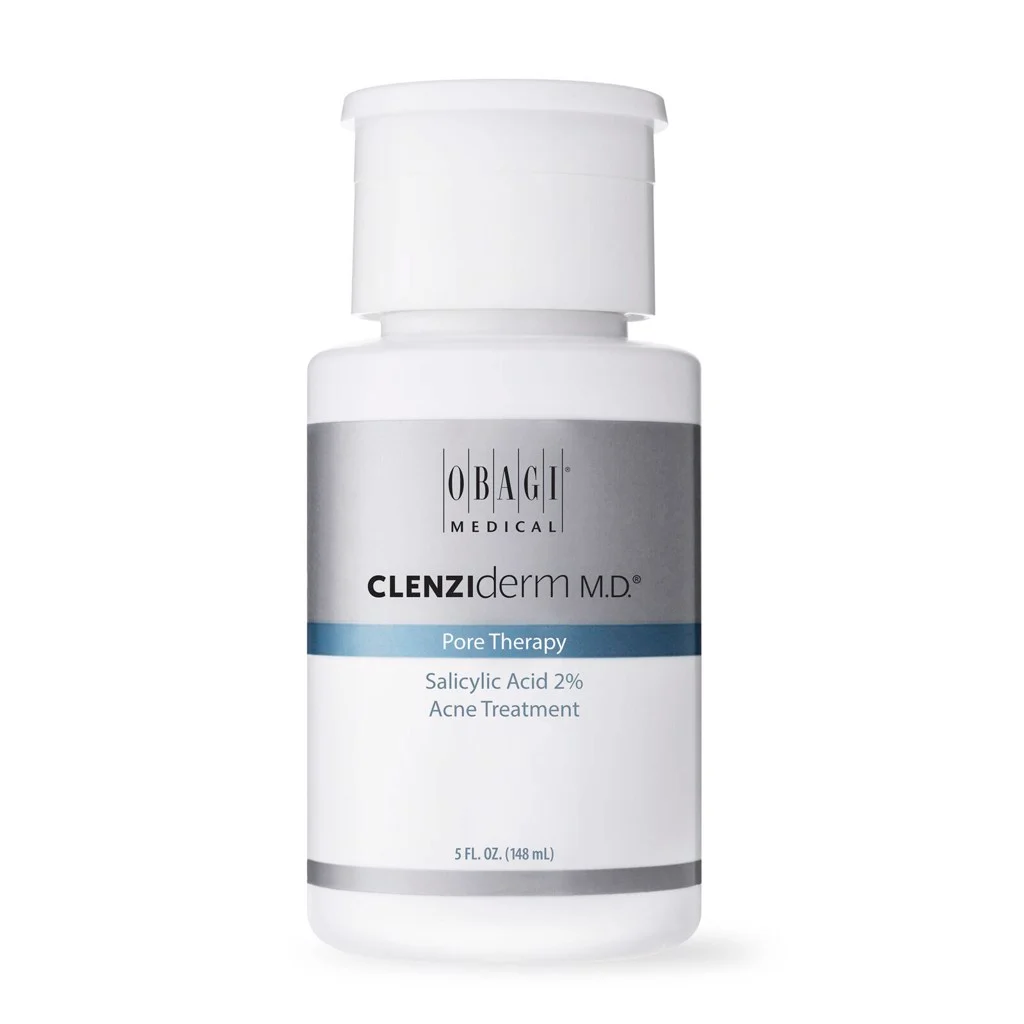 OBAGI®
MEDICAL
CLENZIderm M.D.®
Pore Therapy
Salicylic Acid 2%
Acne Treatment
5 FL. OZ. (148 mL)